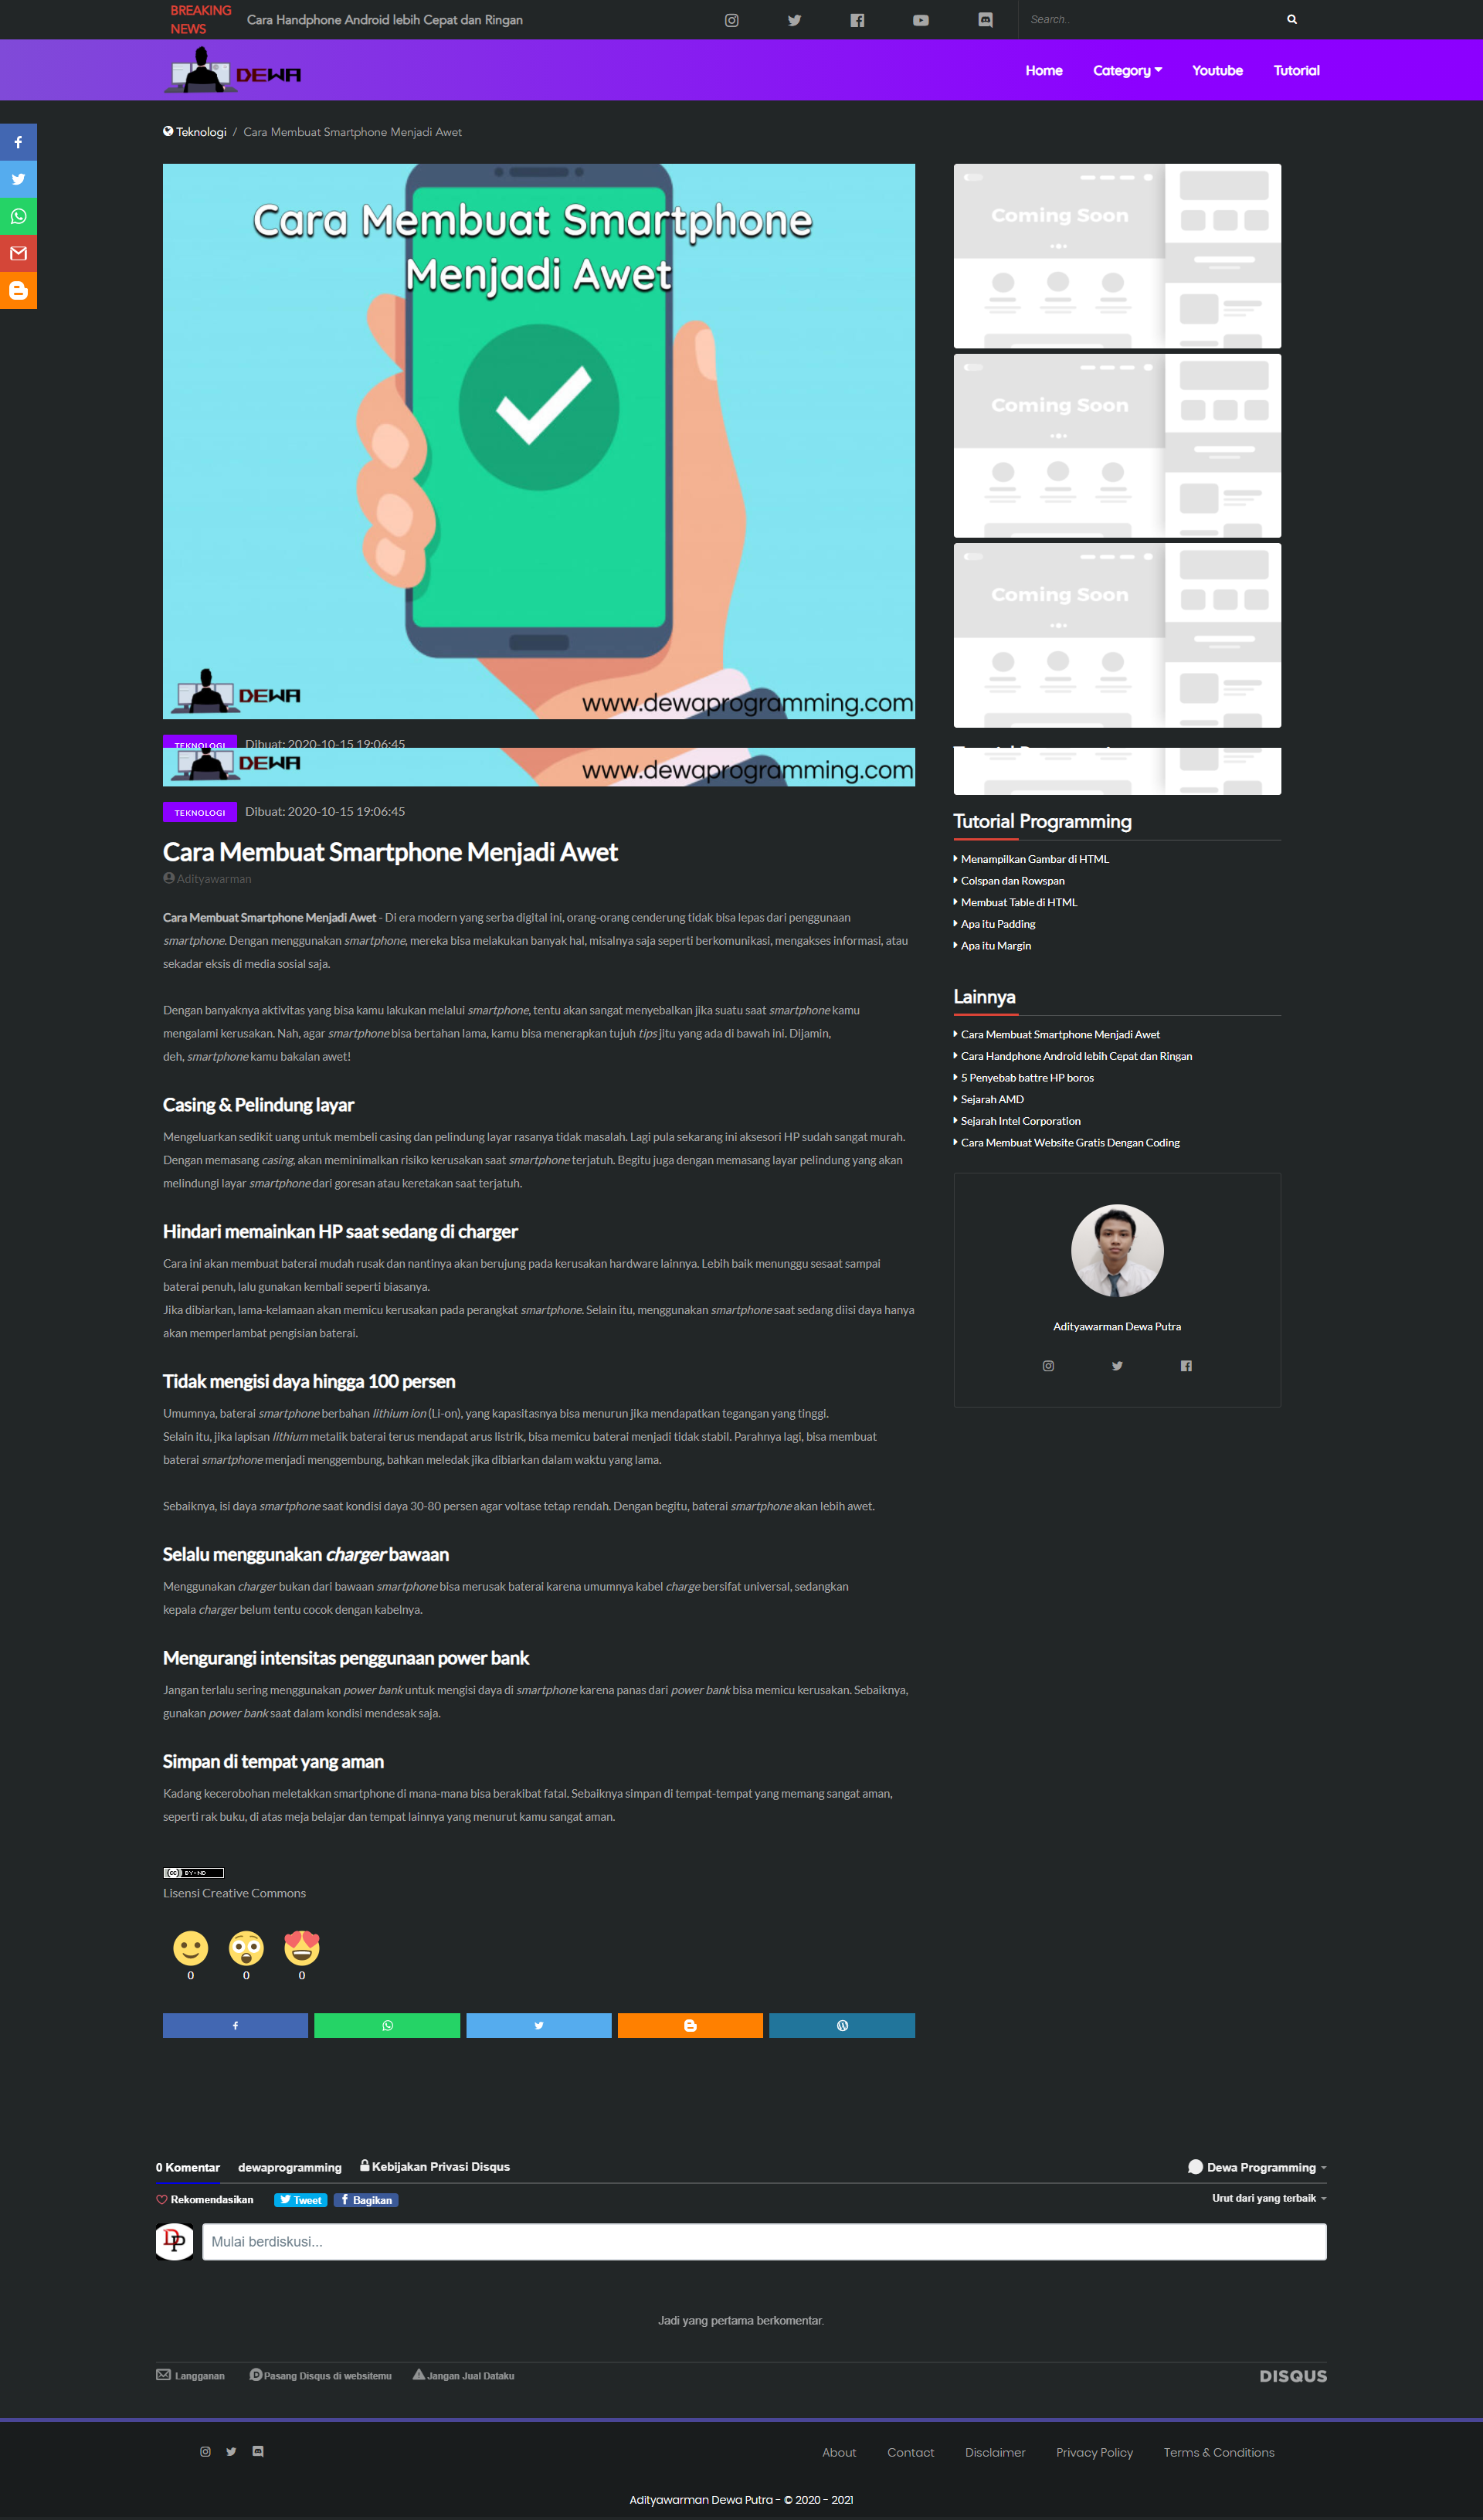 BREAKING
NEWS
Cara Handphone Android lebih Cepat dan Ringan
Search..
DEWA
Home
Category
Youtube
Tutorial
Teknologi / Cara Membuat Smartphone Menjadi Awet
Cara Membuat Smartphone
Menjadi Awet
DEWA
www.dewaprogramming.com
Coming Soon
Coming Soon
Coming Soon
TEKNOLOGI
Dibuat: 2020-10-15 19:06:45
DEWA
www.dewaprogramming.com
TEKNOLOGI
Dibuat: 2020-10-15 19:06:45
Cara Membuat Smartphone Menjadi Awet
Adityawarman
Cara Membuat Smartphone Menjadi Awet - Di era modern yang serba digital ini, orang-orang cenderung tidak bisa lepas dari penggunaan
smartphone. Dengan menggunakan smartphone, mereka bisa melakukan banyak hal, misalnya saja seperti berkomunikasi, mengakses informasi, atau
sekadar eksis di media sosial saja.
Dengan banyaknya aktivitas yang bisa kamu lakukan melalui smartphone, tentu akan sangat menyebalkan jika suatu saat smartphone kamu
mengalami kerusakan. Nah, agar smartphone bisa bertahan lama, kamu bisa menerapkan tujuh tips jitu yang ada di bawah ini. Dijamin,
deh, smartphone kamu bakalan awet!
Casing & Pelindung layar
Mengeluarkan sedikit uang untuk membeli casing dan pelindung layar rasanya tidak masalah. Lagi pula sekarang ini aksesori HP sudah sangat murah.
Dengan memasang casing, akan meminimalkan risiko kerusakan saat smartphone terjatuh. Begitu juga dengan memasang layar pelindung yang akan
melindungi layar smartphone dari goresan atau keretakan saat terjatuh.
Hindari memainkan HP saat sedang di charger
Cara ini akan membuat baterai mudah rusak dan nantinya akan berujung pada kerusakan hardware lainnya. Lebih baik menunggu sesaat sampai
baterai penuh, lalu gunakan kembali seperti biasanya.
Jika dibiarkan, lama-kelamaan akan memicu kerusakan pada perangkat smartphone. Selain itu, menggunakan smartphone saat sedang diisi daya hanya
akan memperlambat pengisian baterai.
Tidak mengisi daya hingga 100 persen
Umumnya, baterai smartphone berbahan lithium ion (Li-on), yang kapasitasnya bisa menurun jika mendapatkan tegangan yang tinggi.
Selain itu, jika lapisan lithium metalik baterai terus mendapat arus listrik, bisa memicu baterai menjadi tidak stabil. Parahnya lagi, bisa membuat
baterai smartphone menjadi menggembung, bahkan meledak jika dibiarkan dalam waktu yang lama.
Sebaiknya, isi daya smartphone saat kondisi daya 30-80 persen agar voltase tetap rendah. Dengan begitu, baterai smartphone akan lebih awet.
Selalu menggunakan charger bawaan
Menggunakan charger bukan dari bawaan smartphone bisa merusak baterai karena umumnya kabel charge bersifat universal, sedangkan
kepala charger belum tentu cocok dengan kabelnya.
Mengurangi intensitas penggunaan power bank
Jangan terlalu sering menggunakan power bank untuk mengisi daya di smartphone karena panas dari power bank bisa memicu kerusakan. Sebaiknya,
gunakan power bank saat dalam kondisi mendesak saja.
Simpan di tempat yang aman
Kadang kecerobohan meletakkan smartphone di mana-mana bisa berakibat fatal. Sebaiknya simpan di tempat-tempat yang memang sangat aman,
seperti rak buku, di atas meja belajar dan tempat lainnya yang menurut kamu sangat aman.
cc BY-ND
Lisensi Creative Commons
0
0
0
Tutorial Programming
Menampilkan Gambar di HTML
Colspan dan Rowspan
Membuat Table di HTML
Apa itu Padding
Apa itu Margin
Lainnya
Cara Membuat Smartphone Menjadi Awet
Cara Handphone Android lebih Cepat dan Ringan
5 Penyebab battre HP boros
Sejarah AMD
Sejarah Intel Corporation
Cara Membuat Website Gratis Dengan Coding
Adityawarman Dewa Putra
0 Komentar
dewaprogramming
Kebijakan Privasi Disqus
Dewa Programming
Rekomendasikan
Tweet
Bagikan
Urut dari yang terbaik
DP
Mulai berdiskusi...
Jadi yang pertama berkomentar.
Langganan
Pasang Disqus di websitemu
Jangan Jual Dataku
DISQUS
About
Contact
Disclaimer
Privacy Policy
Terms & Conditions
Adityawarman Dewa Putra - © 2020 - 2021